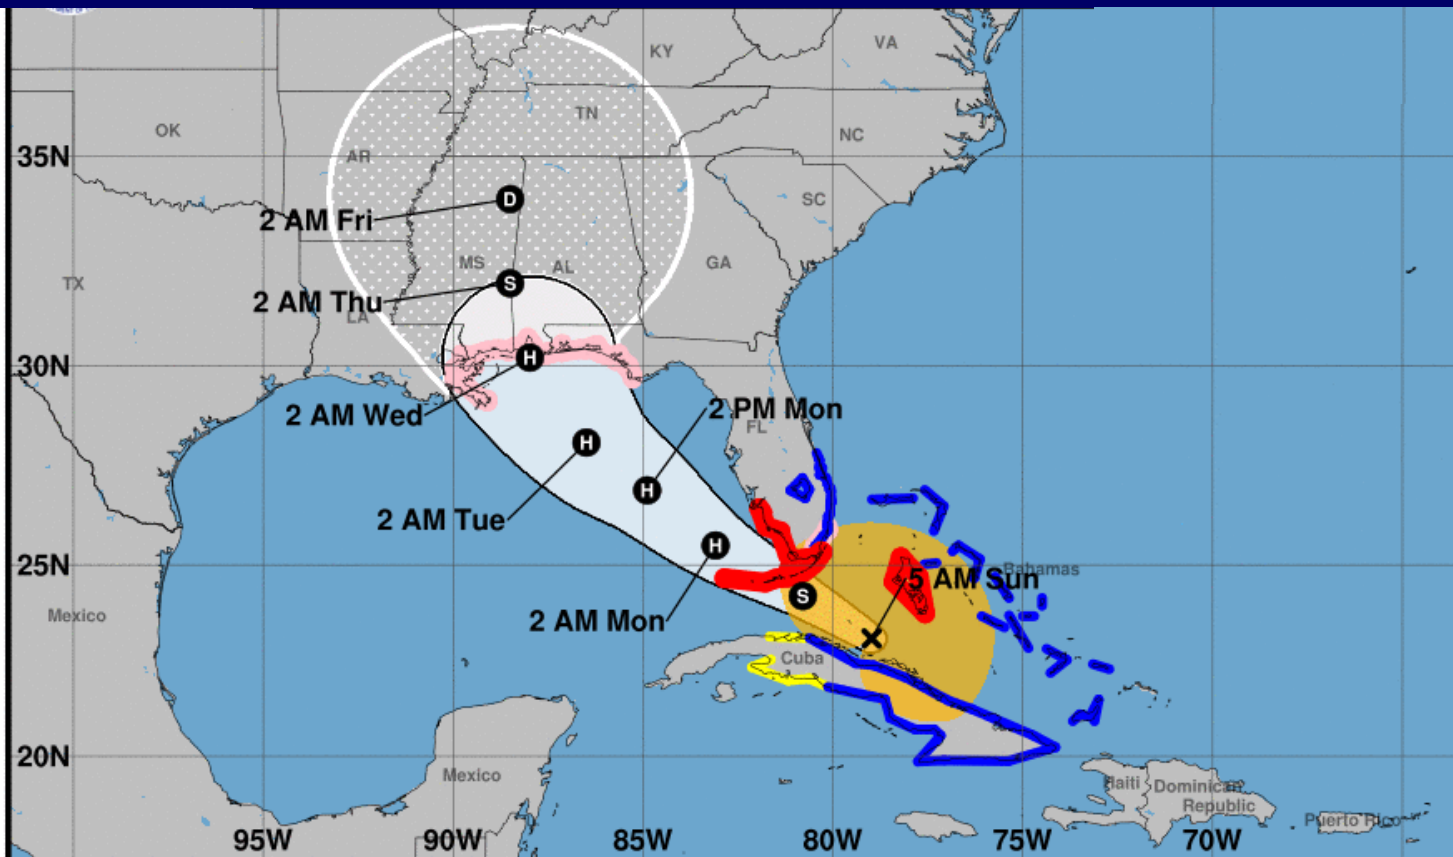 KY
VA
OK
TN
NC
AR
35N
SC
D
2 AM Fri
MS
AL
GA
TX
S
2 AM Thu
LA
H
30N
2 AM Wed
2 PM Mon
FL
H
H
2 AM Tue
H
25N
Bahamas
5 AM Sun
S
2 AM Mon
Mexico
Cuba
20N
Mexico
Haiti
Dominican
Republic
Puerto Rico
95W
90W
85W
80W
75W
70W